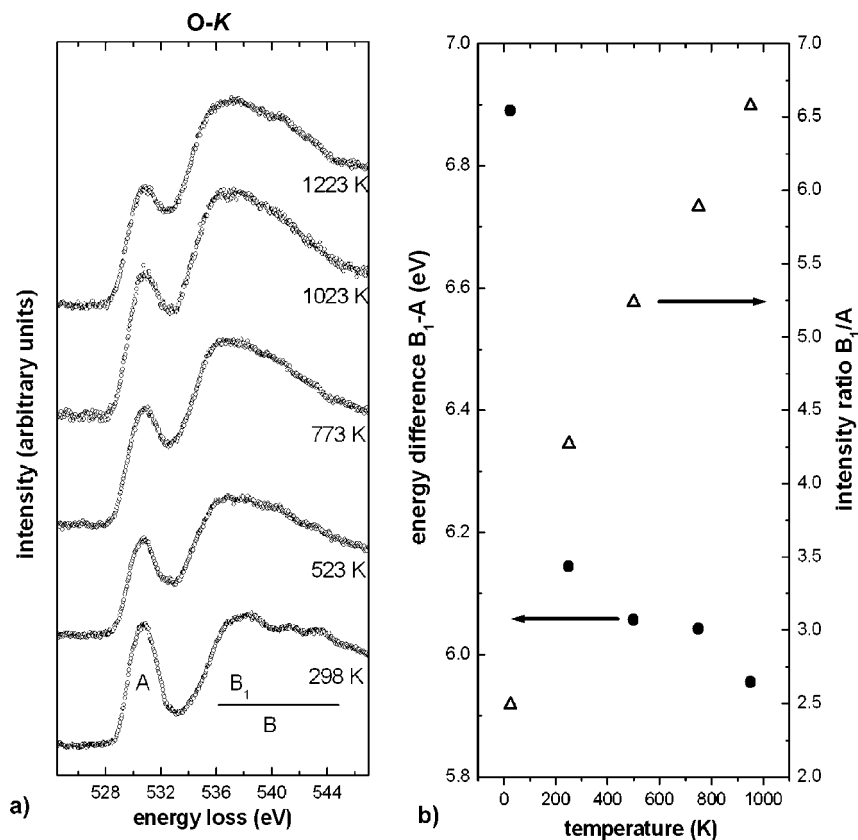 O-K
1223 K
1023 K
773 K
523 K
298 K
A
B1
B
intensity (arbitrary units)
528 532 536 540 544
energy loss (eV)
a)
7.0
6.8
6.6
6.4
6.2
6.0
5.8
energy difference B1-A (eV)
7.0
6.5
6.0
5.5
5.0
4.5
4.0
3.5
3.0
2.5
2.0
intensity ratio B1/A
0 200 400 600 800 1000
temperature (K)
b)